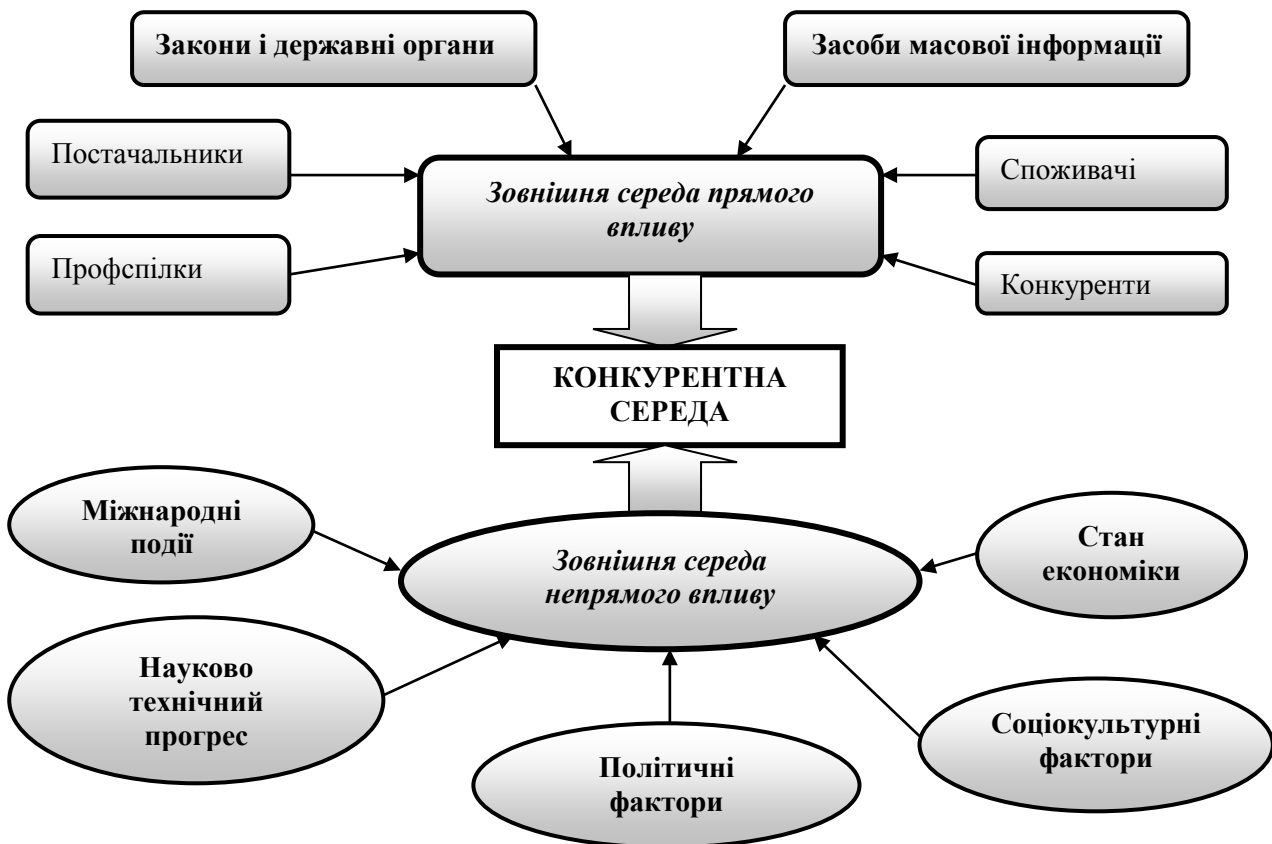 Закони і державні органи
Засоби масової інформації
Постачальники
Споживачі
Зовнішня середа прямого
впливу
Профспілки
Конкуренти
КОНКУРЕНТНА
СЕРЕДА
Міжнародні
події
Зовнішня середа
непрямого впливу
Стан
економіки
Науково
технічний
прогрес
Політичні
фактори
Соціокультурні
фактори